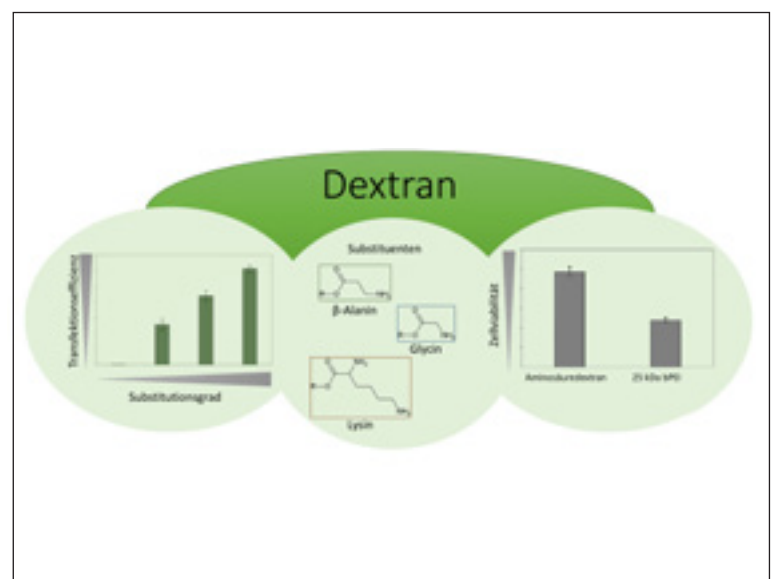 Dextran
Transfektionseffizienz
Substitutionsgrad
Substituenten
β-Alanin
Glycin
Lysin
Zellviabilität
Aminosäuredextran
25 kDa bPEI